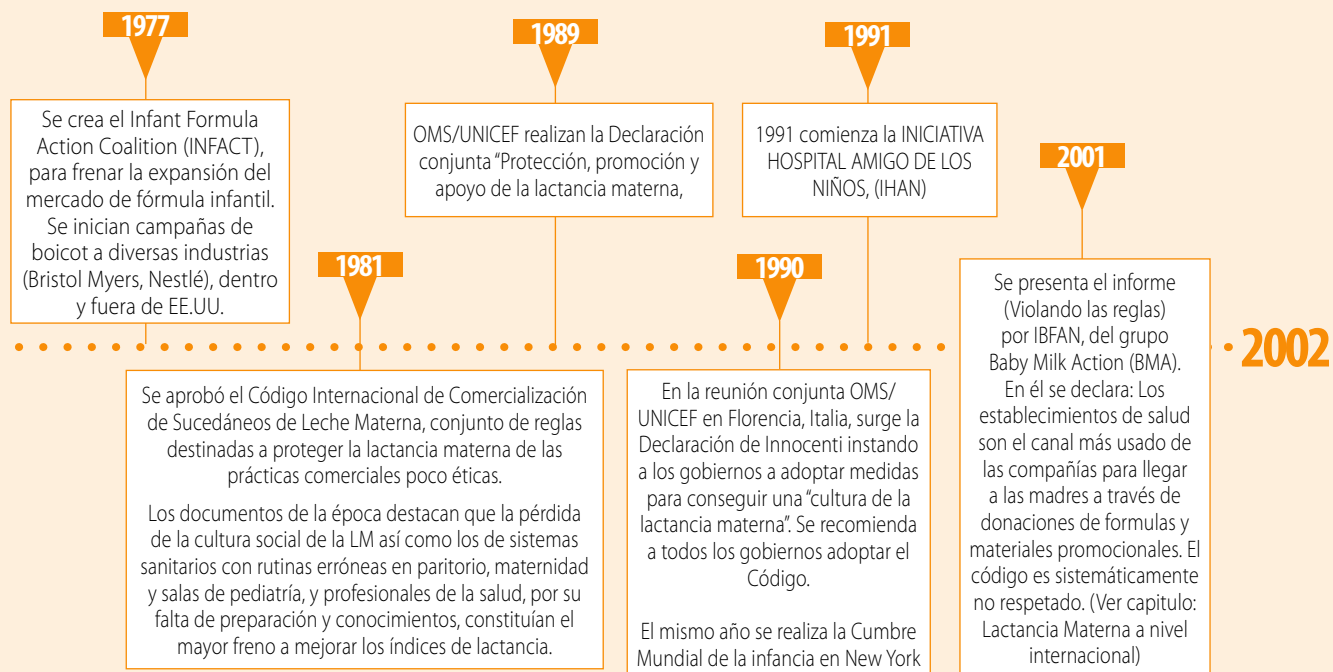 1977
Se crea el Infant Formula
Action Coalition (INFACT),
para frenar la expansión del
mercado de fórmula infantil.
Se inician campañas de
boicot a diversas industrias
(Bristol Myers, Nestlé), dentro
y fuera de EE.UU.
1981
Se aprobó el Código Internacional de Comercialización
de Sucedáneos de Leche Materna, conjunto de reglas
destinadas a proteger la lactancia materna de las
prácticas comerciales poco éticas.
Los documentos de la época destacan que la pérdida
de la cultura social de la LM así como los de sistemas
sanitarios con rutinas erróneas en paritorio, maternidad
y salas de pediatría, y profesionales de la salud, por su
falta de preparación y conocimientos, constituían el
mayor freno a mejorar los índices de lactancia.
1989
OMS/UNICEF realizan la Declaración
conjunta “Protección, promoción y
apoyo de la lactancia materna,
1990
En la reunión conjunta OMS/
UNICEF en Florencia, Italia, surge la
Declaración de Innocenti instando
a los gobiernos a adoptar medidas
para conseguir una “cultura de la
lactancia materna”. Se recomienda
a todos los gobiernos adoptar el
Código.
El mismo año se realiza la Cumbre
Mundial de la infancia en New York
1991
1991 comienza la INICIATIVA
HOSPITAL AMIGO DE LOS
NIÑOS, (IHAN)
2001
Se presenta el informe
(Violando las reglas)
por IBFAN, del grupo
Baby Milk Action (BMA).
En él se declara: Los
establecimientos de salud
son el canal más usado de
las compañías para llegar
a las madres a través de
donaciones de formulas y
materiales promocionales. El
código es sistemáticamente
no respetado. (Ver capitulo:
Lactancia Materna a nivel
internacional)
2002